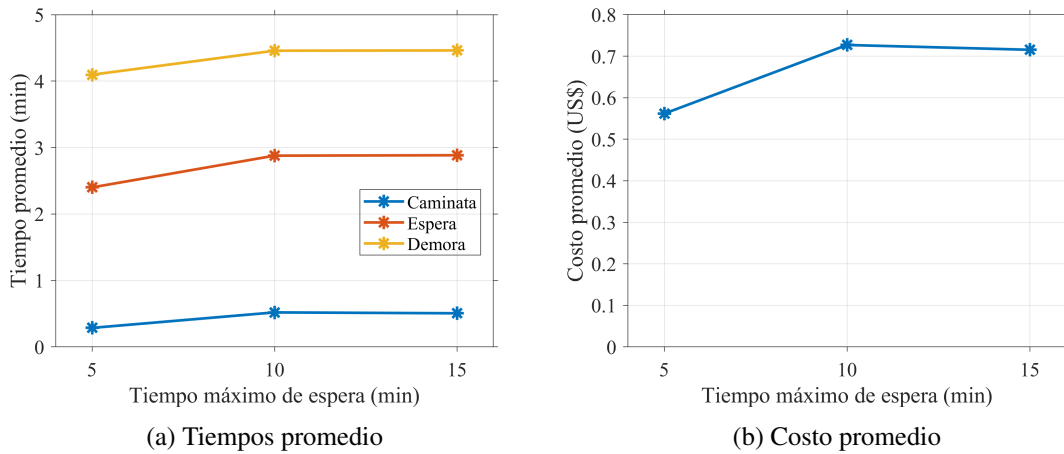 5
4
3
2
1
0
Tiempo promedio (min)
Caminata
Espera
Demora
5 10 15
Tiempo máximo de espera (min)
(a) Tiempos promedio
0.8
0.7
0.6
0.5
0.4
0.3
0.2
0.1
0
Costo promedio (US$)
5 10 15
Tiempo máximo de espera (min)
(b) Costo promedio